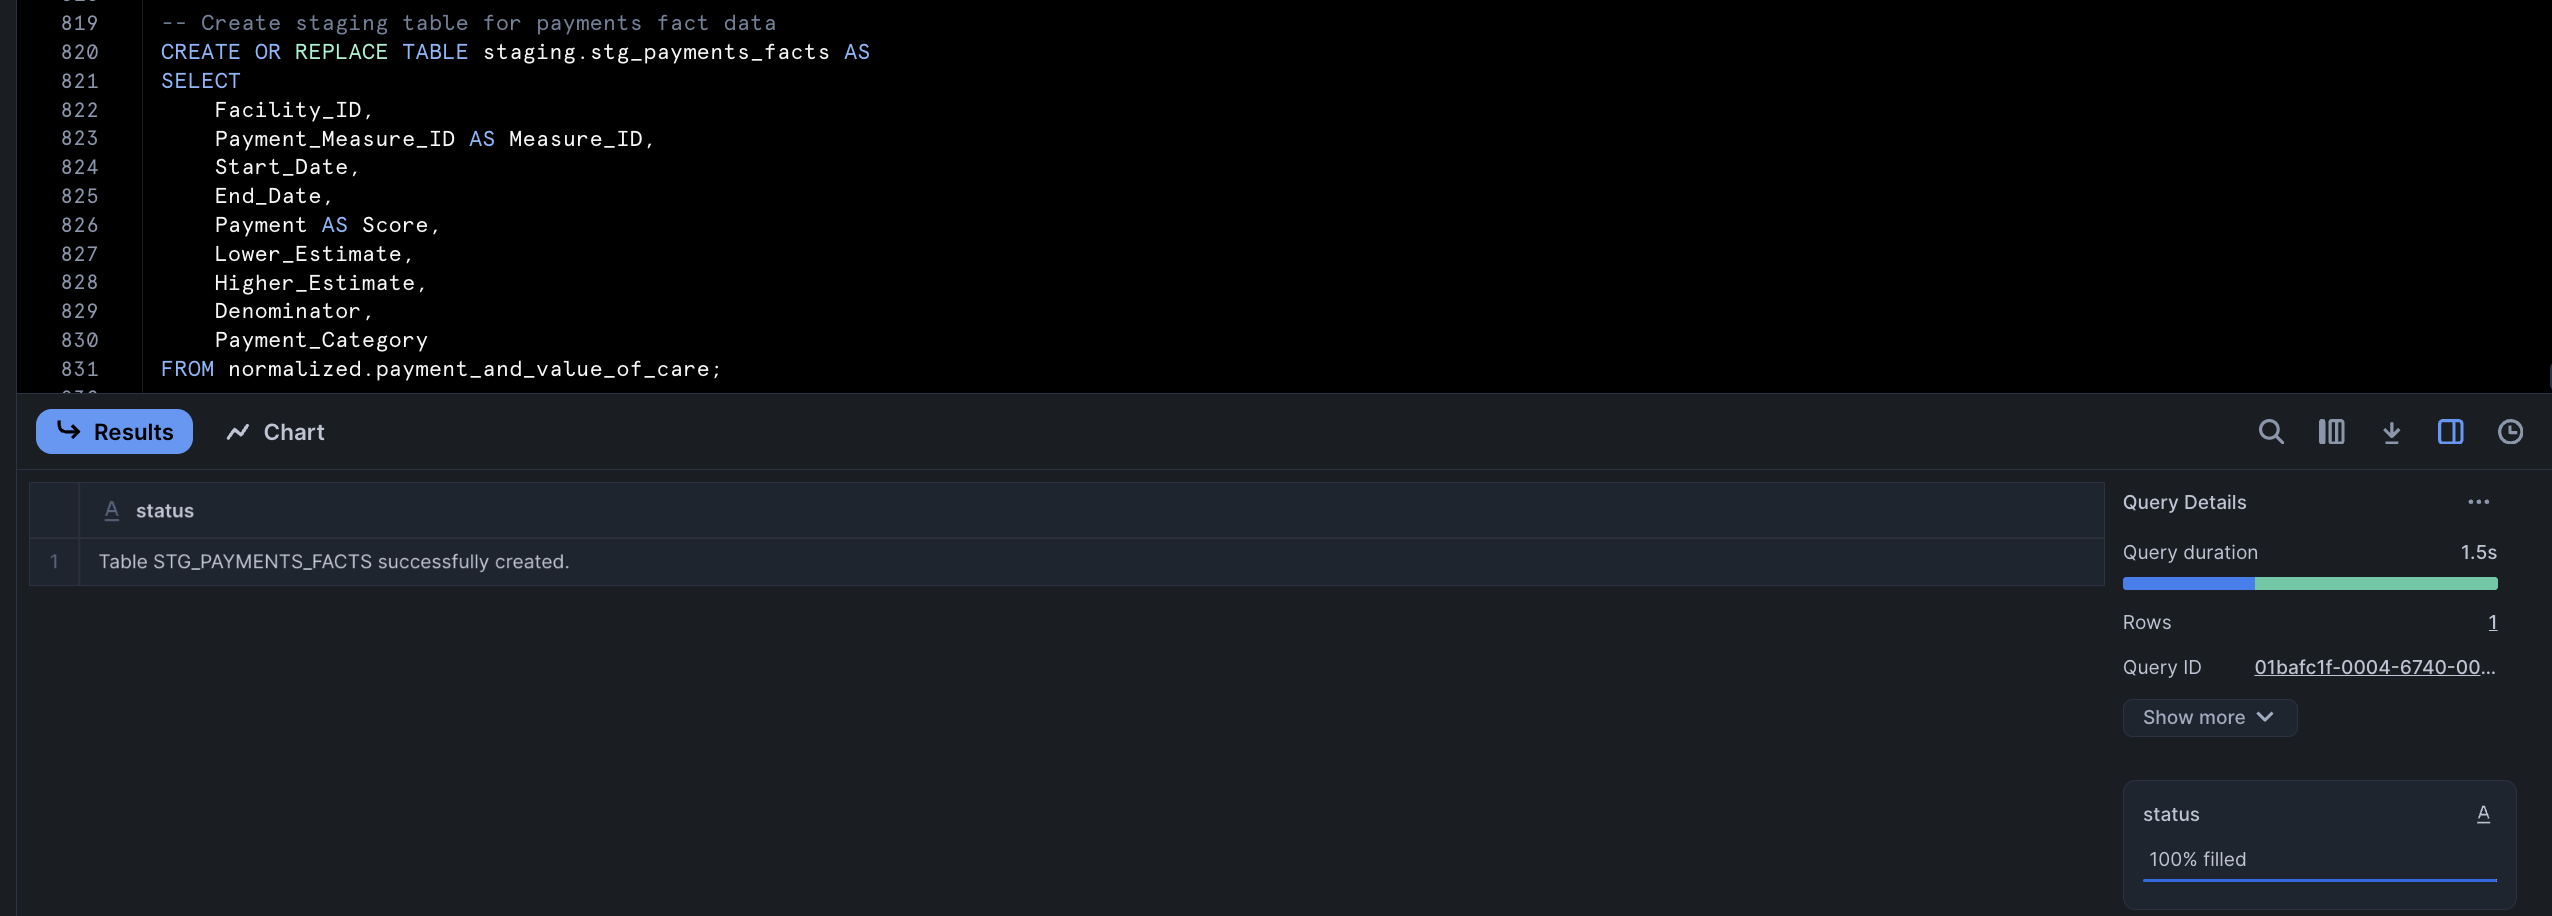 819 -- Create staging table for payments fact data
820 CREATE OR REPLACE TABLE staging.stg_payments_facts AS
821 SELECT
822 Facility_ID,
823 Payment_Measure_ID AS Measure_ID,
824 Start_Date,
825 End_Date,
826 Payment AS Score,
827 Lower_Estimate,
828 Higher_Estimate,
829 Denominator,
830 Payment_Category
831 FROM normalized.payment_and_value_of_care;
Results Chart
A status
1 Table STG_PAYMENTS_FACTS successfully created.
Query Details ...
Query duration 1.5s
Rows 1
Query ID 01bafc1f-0004-6740-00...
Show more
status A
100% filled